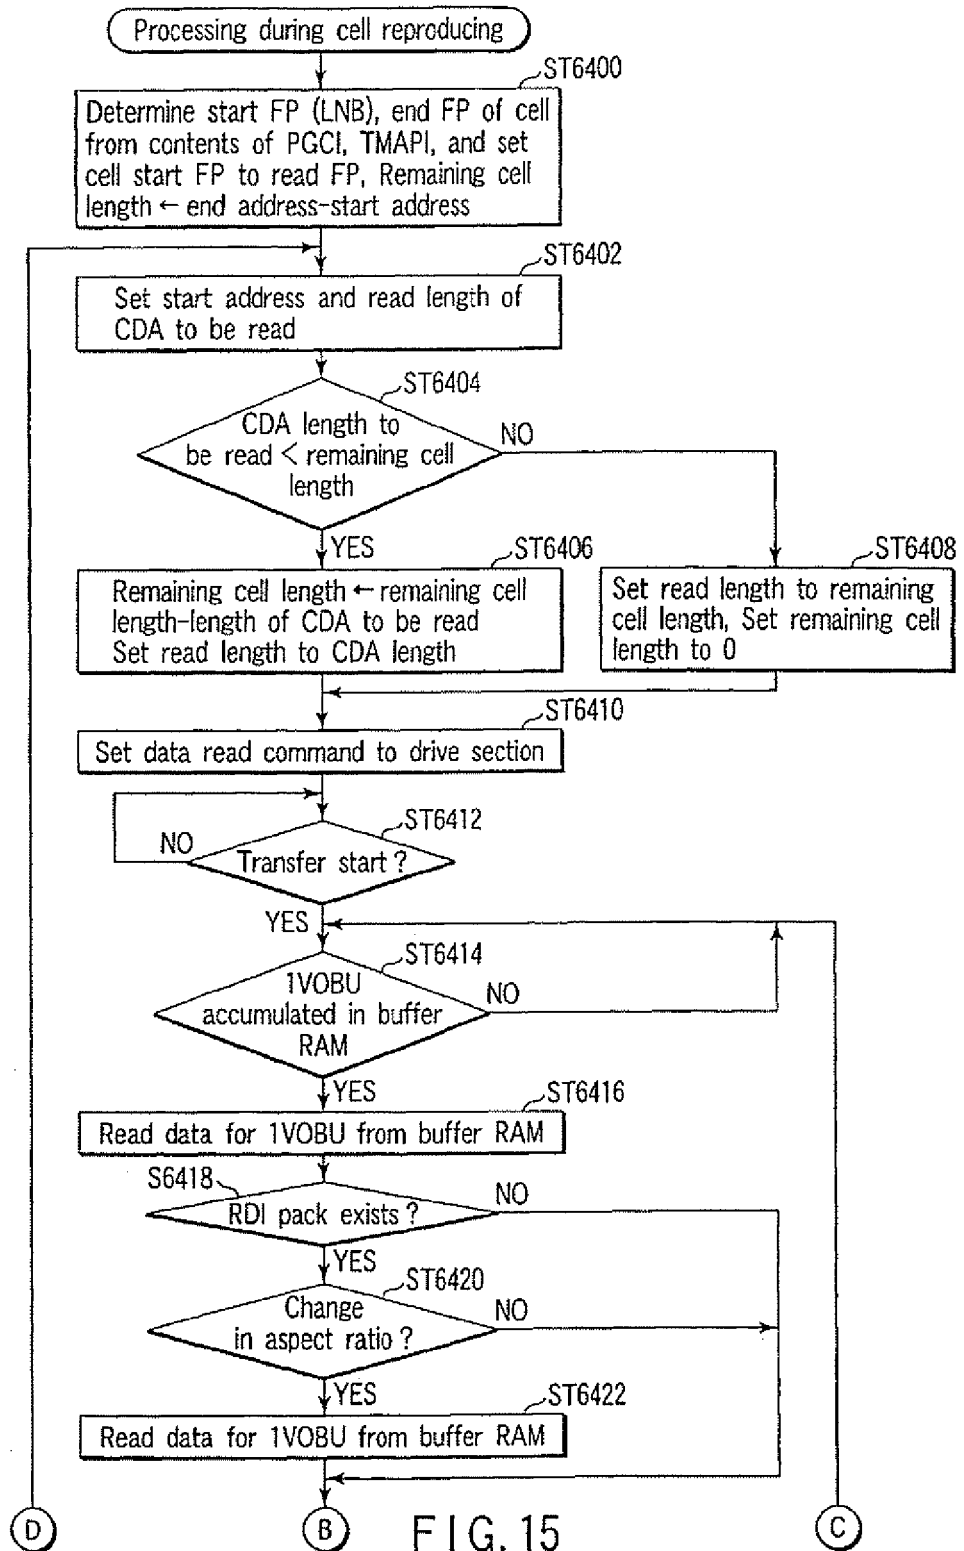 Processing during cell reproducing
ST6400
Determine start FP (LNB), end FP of cell
from contents of PGCI, TMAPI, and set
cell start FP to read FP, Remaining cell
length ← end address-start address
ST6402
Set start address and read length of
CDA to be read
ST6404
CDA length to
be read < remaining cell
length
NO
YES
ST6406
Remaining cell length ← remaining cell
length-length of CDA to be read
Set read length to CDA length
ST6408
Set read length to remaining
cell length, Set remaining cell
length to 0
ST6410
Set data read command to drive section
ST6412
NO
Transfer start ?
YES
ST6414
1VOBU
accumulated in buffer
RAM
NO
YES
ST6416
Read data for 1VOBU from buffer RAM
S6418
RDI pack exists ?
NO
YES
ST6420
Change
in aspect ratio ?
NO
YES
ST6422
Read data for 1VOBU from buffer RAM
D
B
FIG. 15
C